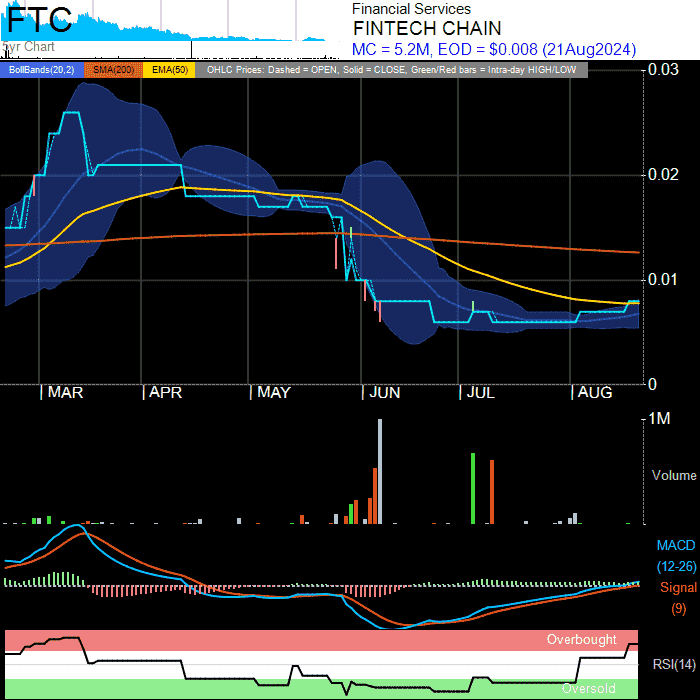 FTC
5yr Chart
Financial Services
FINTECH CHAIN
MC = 5.2M, EOD = $0.008 (21Aug2024)
BollBands(20,2) SMA(200) EMA(50) OHLC Prices: Dashed = OPEN, Solid = CLOSE, Green/Red bars = Intra-day HIGH/LOW
0.03
0.02
0.01
0
| MAR | APR | MAY | JUN | JUL | AUG
1M
Volume
MACD
(12-26)
Signal
(9)
Overbought
RSI(14)
Oversold